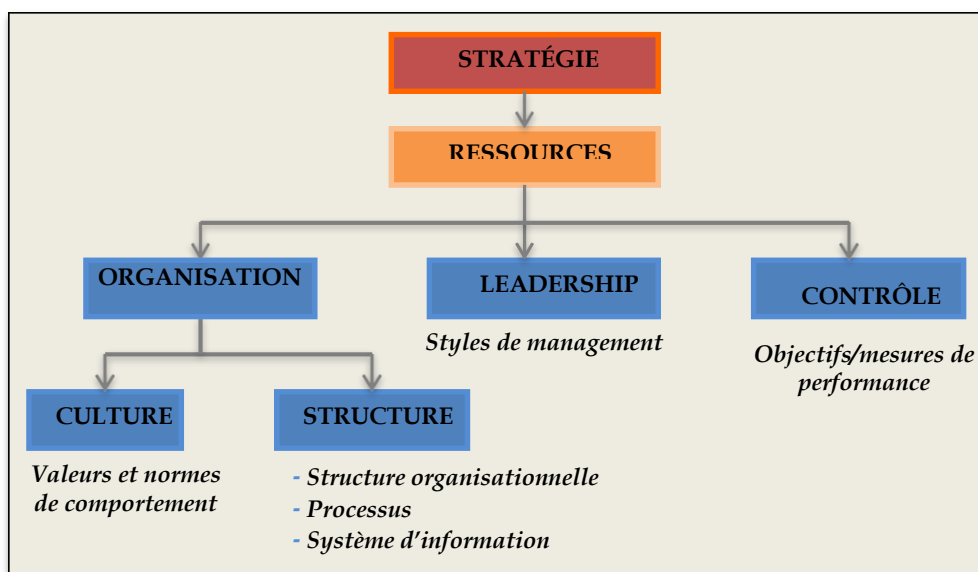 STRATÉGIE
RESSOURCES
ORGANISATION
LEADERSHIP
CONTRÔLE
Styles de management
Objectifs/mesures de
performance
CULTURE
STRUCTURE
Valeurs et normes
de comportement
- Structure organisationnelle
- Processus
- Système d’information